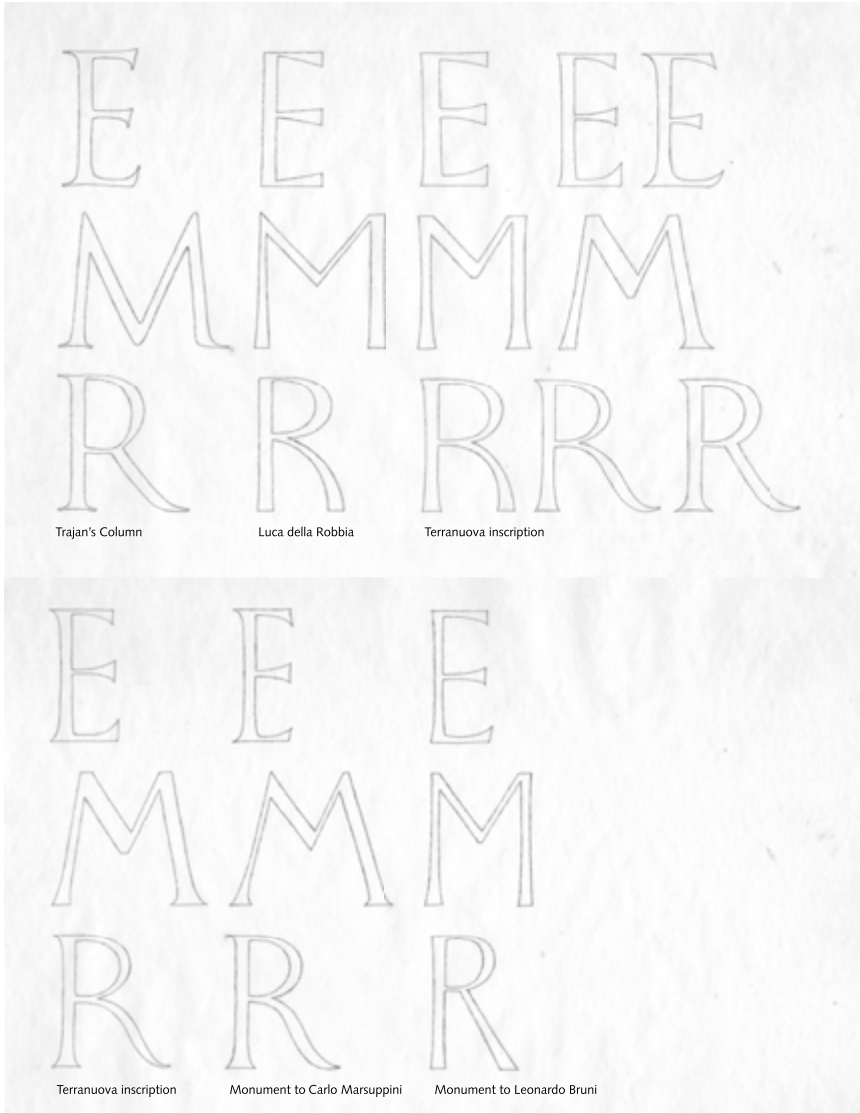 E E E E E
M M M M
R R R R R
Trajan's Column Luca della Robbia Terranuova inscription
E E E
M M M
R R R
Terranuova inscription Monument to Carlo Marsuppini Monument to Leonardo Bruni